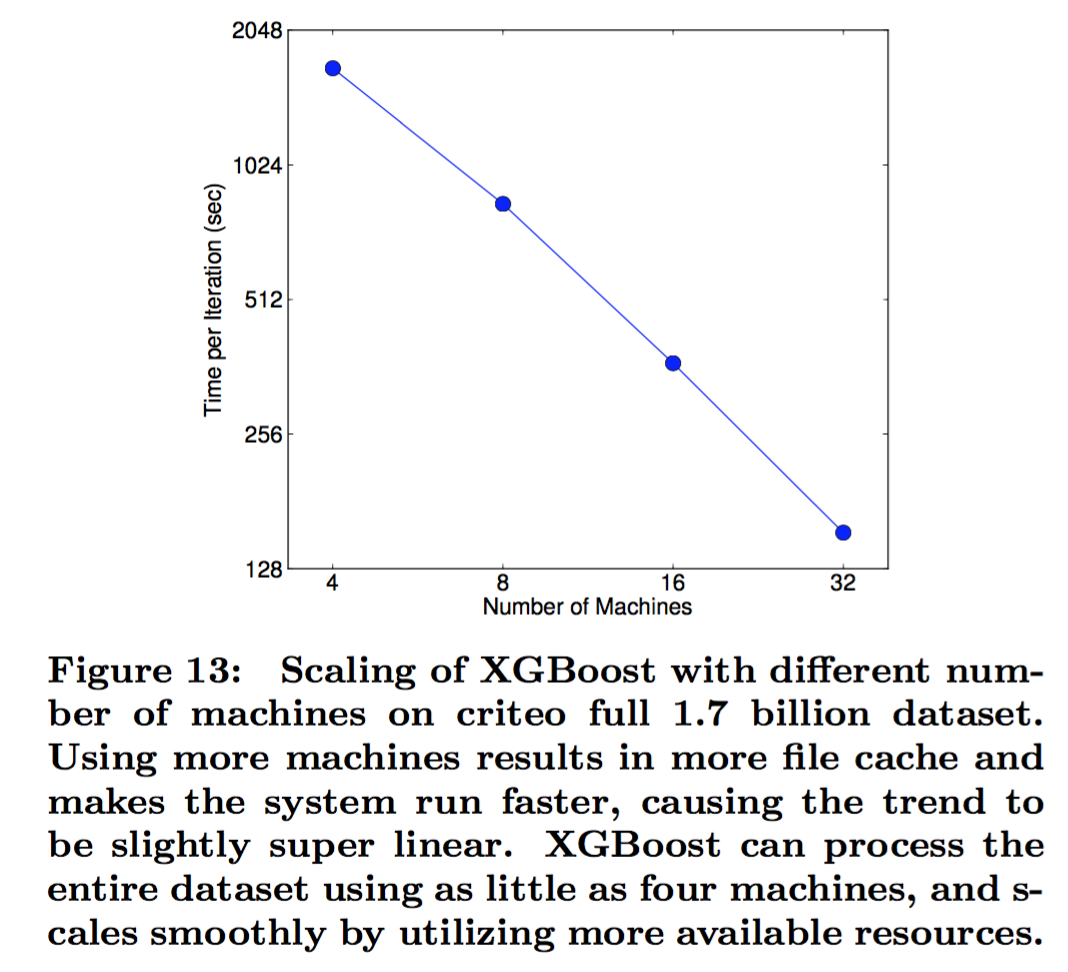 2048
1024
512
256
128
Time per Iteration (sec)
4 8 16 32
Number of Machines
Figure 13: Scaling of XGBoost with different num-
ber of machines on criteo full 1.7 billion dataset.
Using more machines results in more file cache and
makes the system run faster, causing the trend to
be slightly super linear. XGBoost can process the
entire dataset using as little as four machines, and s-
cales smoothly by utilizing more available resources.